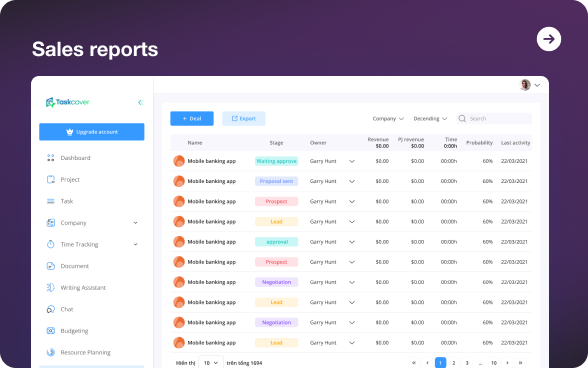 Sales reports
Taskcover
Upgrade account
Dashboard
Project
Task
Company
Time Tracking
Document
Writing Assistant
Chat
Budgeting
Resource Planning
+ Deal
Export
Company
Decending
Search
Name Stage Owner Revenue $0.00 Pj revenue $0.00 Time 0:00h Probability Last activity
Mobile banking app Waiting approve Garry Hunt $0.00 $0.00 00:00h 60% 22/03/2021
Mobile banking app Proposal sent Garry Hunt $0.00 $0.00 00:00h 60% 22/03/2021
Mobile banking app Prospect Garry Hunt $0.00 $0.00 00:00h 60% 22/03/2021
Mobile banking app Lead Garry Hunt $0.00 $0.00 00:00h 60% 22/03/2021
Mobile banking app approval Garry Hunt $0.00 $0.00 00:00h 60% 22/03/2021
Mobile banking app Prospect Garry Hunt $0.00 $0.00 00:00h 60% 22/03/2021
Mobile banking app Negotiation Garry Hunt $0.00 $0.00 00:00h 60% 22/03/2021
Mobile banking app Lead Garry Hunt $0.00 $0.00 00:00h 60% 22/03/2021
Mobile banking app Negotiation Garry Hunt $0.00 $0.00 00:00h 60% 22/03/2021
Mobile banking app Lead Garry Hunt $0.00 $0.00 00:00h 60% 22/03/2021
Hiển thị 10 trên tổng 1694 « ‹ 1 2 3 ... 10 › »